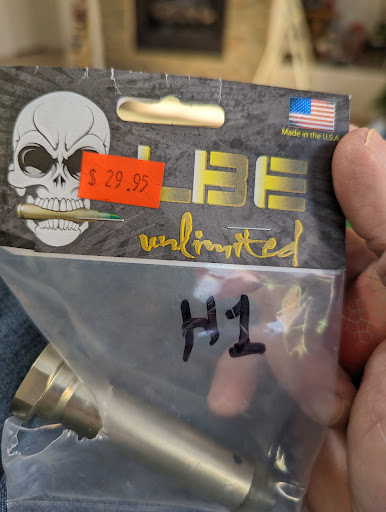 Made in the U.S.A
$ 29.95
LBE
unlimited
H1